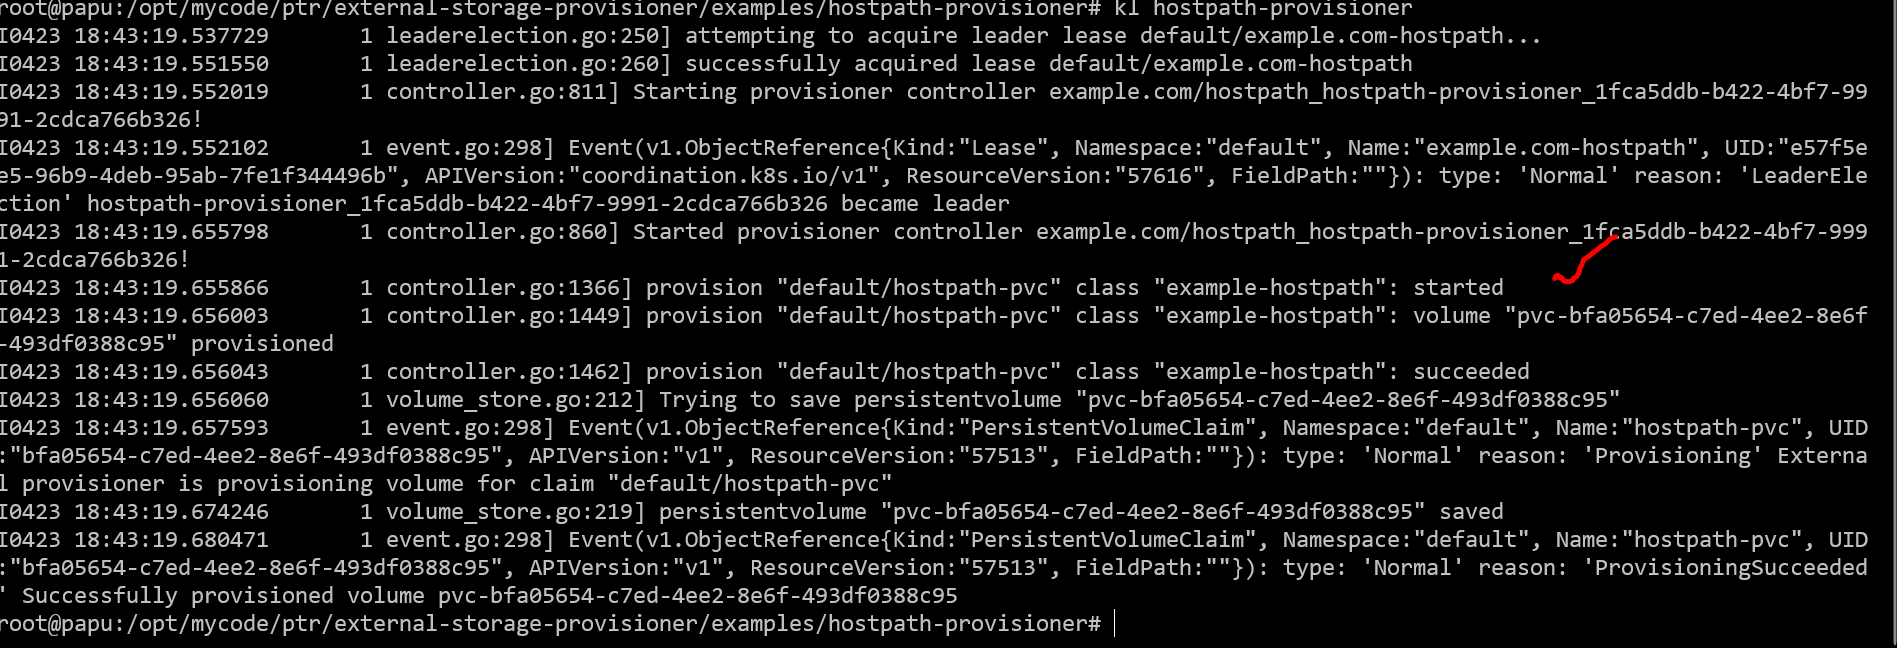 root@papu:/opt/mycode/ptr/external-storage-provisioner/examples/hostpath-provisioner# kl hostpath-provisioner
I0423 18:43:19.537729       1 leaderelection.go:250] attempting to acquire leader lease default/example.com-hostpath...
I0423 18:43:19.551550       1 leaderelection.go:260] successfully acquired lease default/example.com-hostpath
I0423 18:43:19.552019       1 controller.go:811] Starting provisioner controller example.com/hostpath_hostpath-provisioner_1fca5ddb-b422-4bf7-99
91-2cdca766b326!
I0423 18:43:19.552102       1 event.go:298] Event(v1.ObjectReference{Kind:"Lease", Namespace:"default", Name:"example.com-hostpath", UID:"e57f5e
e5-96b9-4deb-95ab-7fe1f344496b", APIVersion:"coordination.k8s.io/v1", ResourceVersion:"57616", FieldPath:""}): type: 'Normal' reason: 'LeaderEle
ction' hostpath-provisioner_1fca5ddb-b422-4bf7-9991-2cdca766b326 became leader
I0423 18:43:19.655798       1 controller.go:860] Started provisioner controller example.com/hostpath_hostpath-provisioner_1fca5ddb-b422-4bf7-999
1-2cdca766b326!
I0423 18:43:19.655866       1 controller.go:1366] provision "default/hostpath-pvc" class "example-hostpath": started
I0423 18:43:19.656003       1 controller.go:1449] provision "default/hostpath-pvc" class "example-hostpath": volume "pvc-bfa05654-c7ed-4ee2-8e6f
-493df0388c95" provisioned
I0423 18:43:19.656043       1 controller.go:1462] provision "default/hostpath-pvc" class "example-hostpath": succeeded
I0423 18:43:19.656060       1 volume_store.go:212] Trying to save persistentvolume "pvc-bfa05654-c7ed-4ee2-8e6f-493df0388c95"
I0423 18:43:19.657593       1 event.go:298] Event(v1.ObjectReference{Kind:"PersistentVolumeClaim", Namespace:"default", Name:"hostpath-pvc", UID
:"bfa05654-c7ed-4ee2-8e6f-493df0388c95", APIVersion:"v1", ResourceVersion:"57513", FieldPath:""}): type: 'Normal' reason: 'Provisioning' Externa
l provisioner is provisioning volume for claim "default/hostpath-pvc"
I0423 18:43:19.674246       1 volume_store.go:219] persistentvolume "pvc-bfa05654-c7ed-4ee2-8e6f-493df0388c95" saved
I0423 18:43:19.680471       1 event.go:298] Event(v1.ObjectReference{Kind:"PersistentVolumeClaim", Namespace:"default", Name:"hostpath-pvc", UID
:"bfa05654-c7ed-4ee2-8e6f-493df0388c95", APIVersion:"v1", ResourceVersion:"57513", FieldPath:""}): type: 'Normal' reason: 'ProvisioningSucceeded
' Successfully provisioned volume pvc-bfa05654-c7ed-4ee2-8e6f-493df0388c95
root@papu:/opt/mycode/ptr/external-storage-provisioner/examples/hostpath-provisioner#